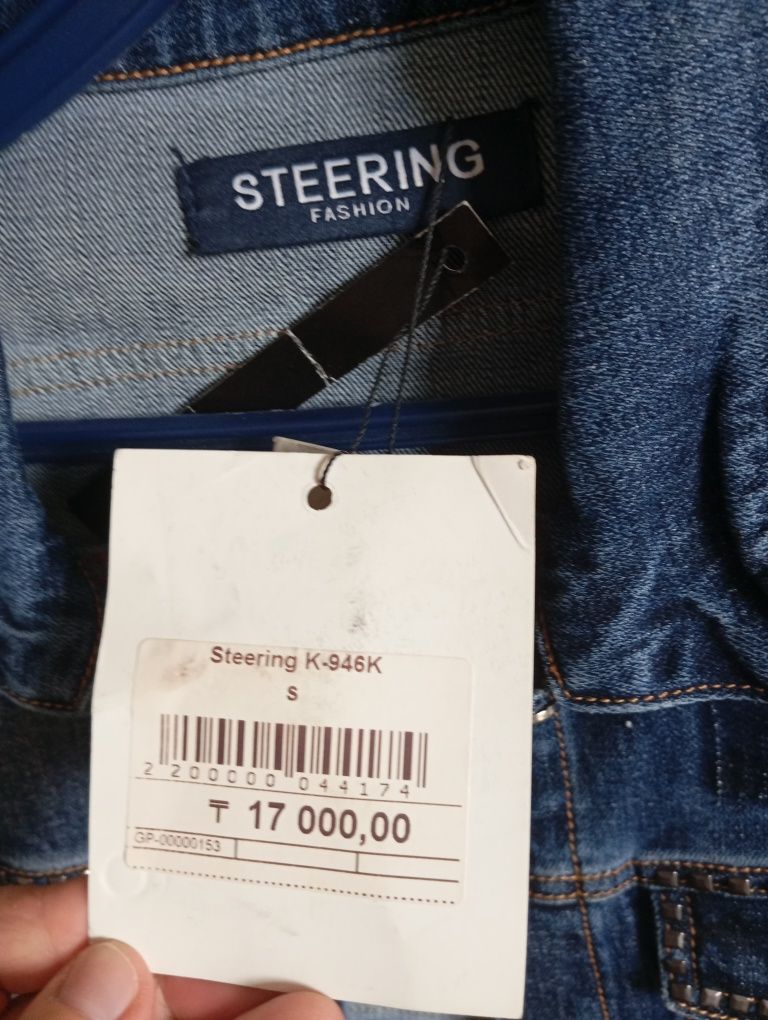 STEERING
FASHION
Steering K-946K
S
2 200000 044174
₸ 17 000,00
GP-00000153